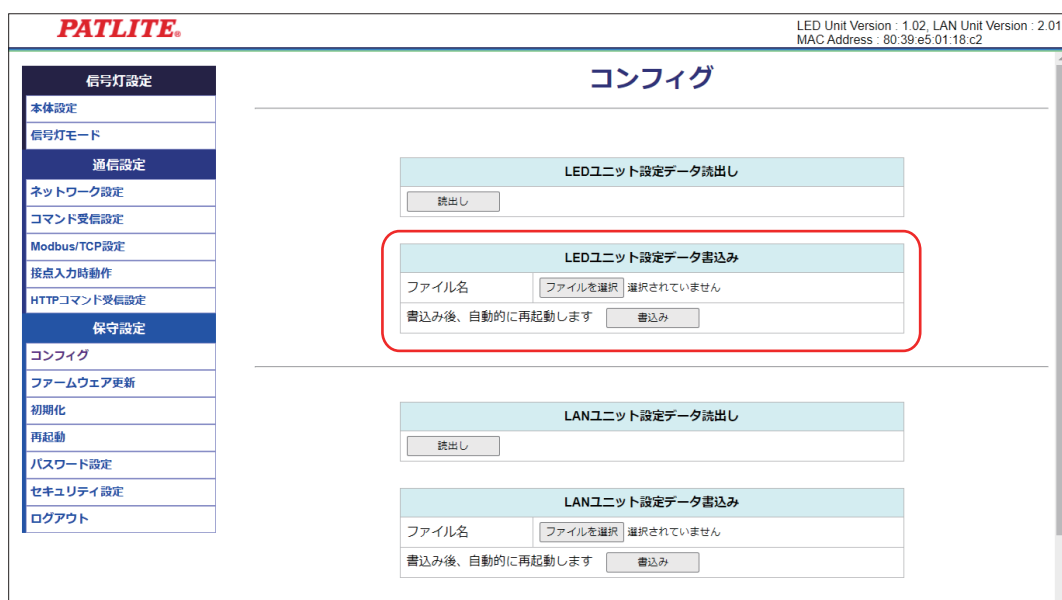 PATLITE®
LED Unit Version : 1.02, LAN Unit Version : 2.01
MAC Address : 80:39:e5:01:18:c2
信号灯設定
本体設定
信号灯モード
通信設定
ネットワーク設定
コマンド受信設定
Modbus/TCP設定
接点入力時動作
HTTPコマンド受信設定
保守設定
コンフィグ
ファームウェア更新
初期化
再起動
パスワード設定
セキュリティ設定
ログアウト
コンフィグ
LEDユニット設定データ読出し
読出し
LEDユニット設定データ書込み
ファイル名 ファイルを選択 選択されていません
書込み後、自動的に再起動します 書込み
LANユニット設定データ読出し
読出し
LANユニット設定データ書込み
ファイル名 ファイルを選択 選択されていません
書込み後、自動的に再起動します 書込み